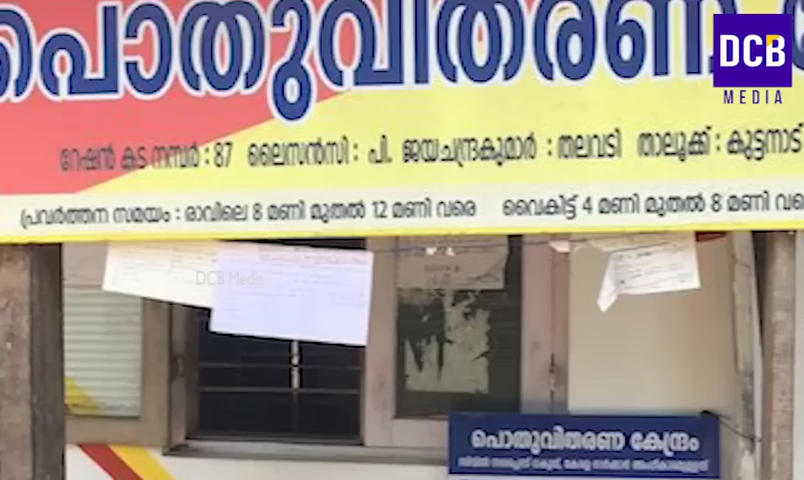 പൊതുവിതരണ
DCB
MEDIA
റേഷൻ കട നമ്പർ : 87 ലൈസൻസി : പി. ജയചന്ദ്രകുമാർ : തലവടി താലൂക്ക് : കുട്ടനാട്
പ്രവർത്തന സമയം : രാവിലെ 8 മണി മുതൽ 12 മണി വരെ വൈകിട്ട് 4 മണി മുതൽ 8 മണി വരെ
DCB Media
പൊതുവിതരണ കേന്ദ്രം